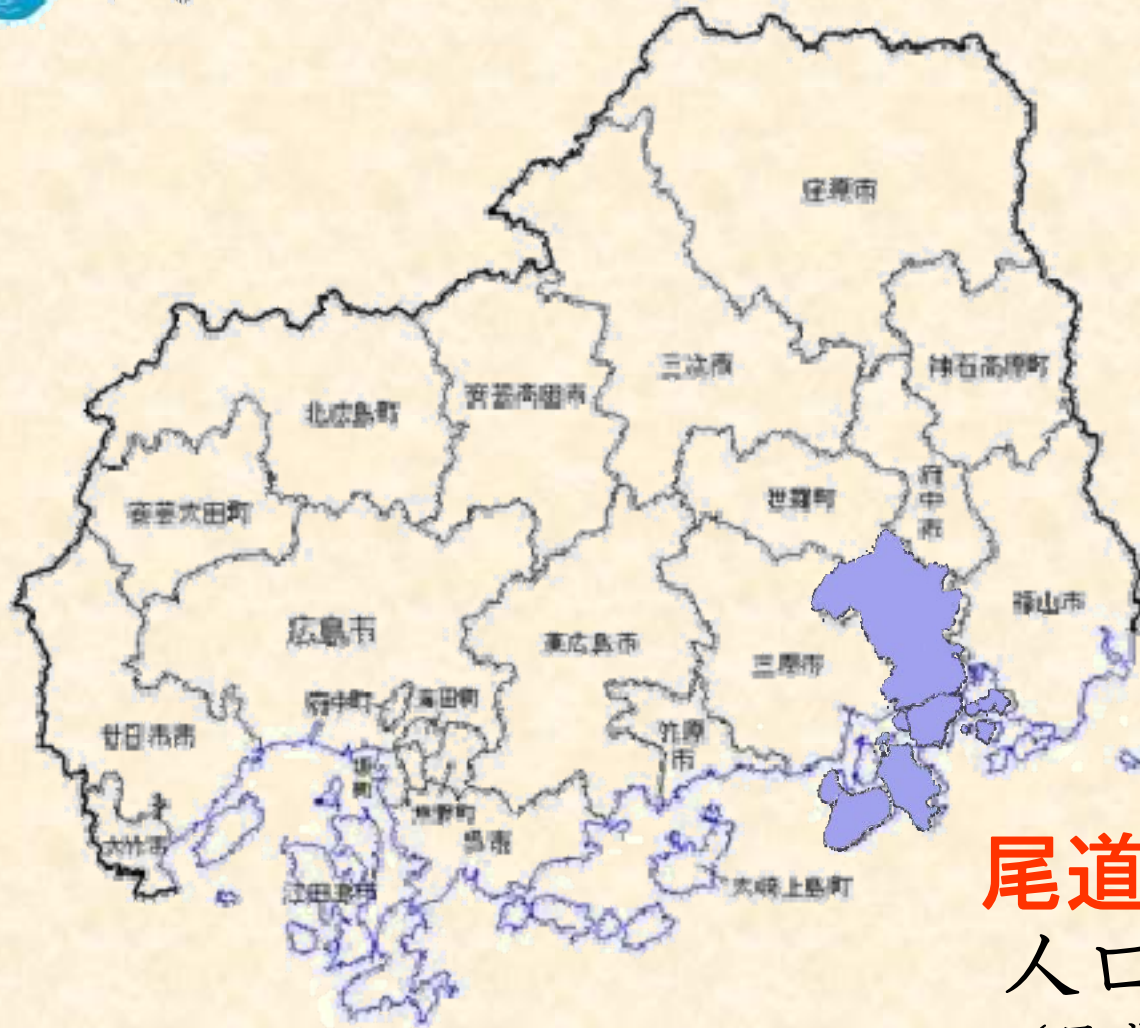 庄原市
三次市
神石高原町
北広島町
安芸高田市
世羅町
府中市
安芸太田町
福山市
広島市
東広島市
三原市
府中町
海田町
竹原市
廿日市市
坂町
熊野町
呉市
大竹市
江田島市
大崎上島町
尾道
人口